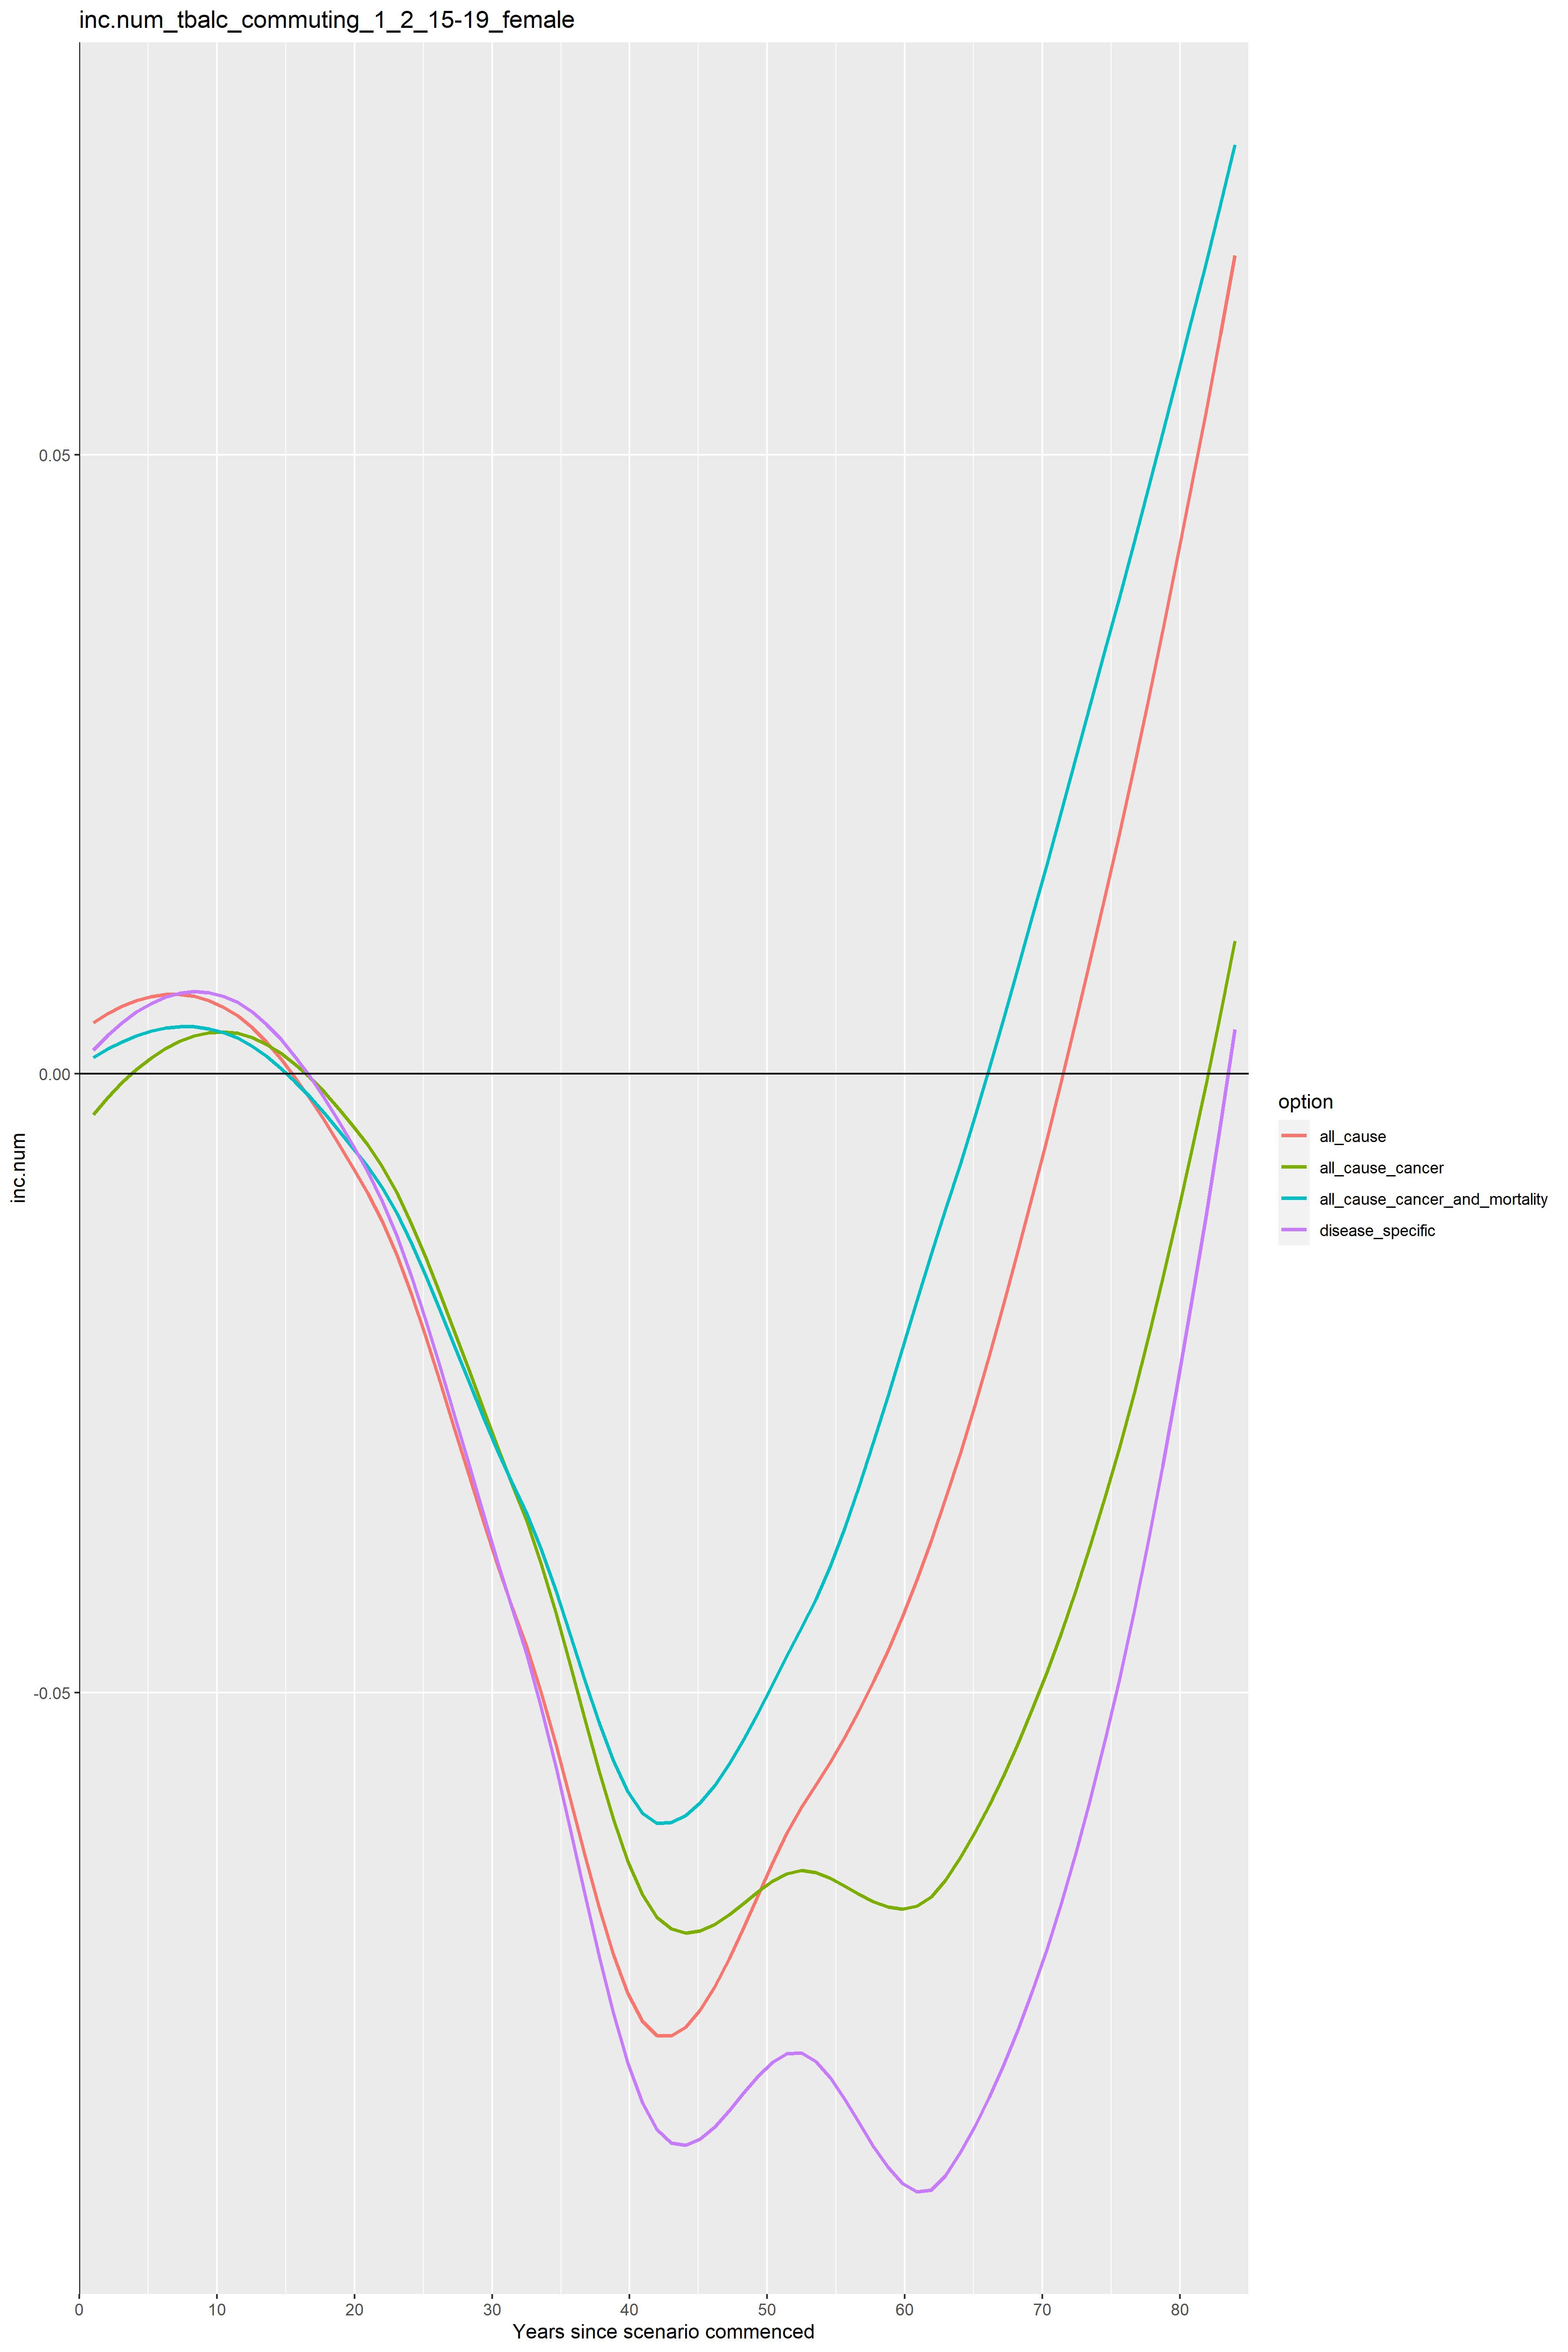 inc.num_tbalc_commuting_1_2_15-19_female
0.05
0.00
-0.05
inc.num
0 10 20 30 40 50 60 70 80
Years since scenario commenced
option
all_cause
all_cause_cancer
all_cause_cancer_and_mortality
disease_specific